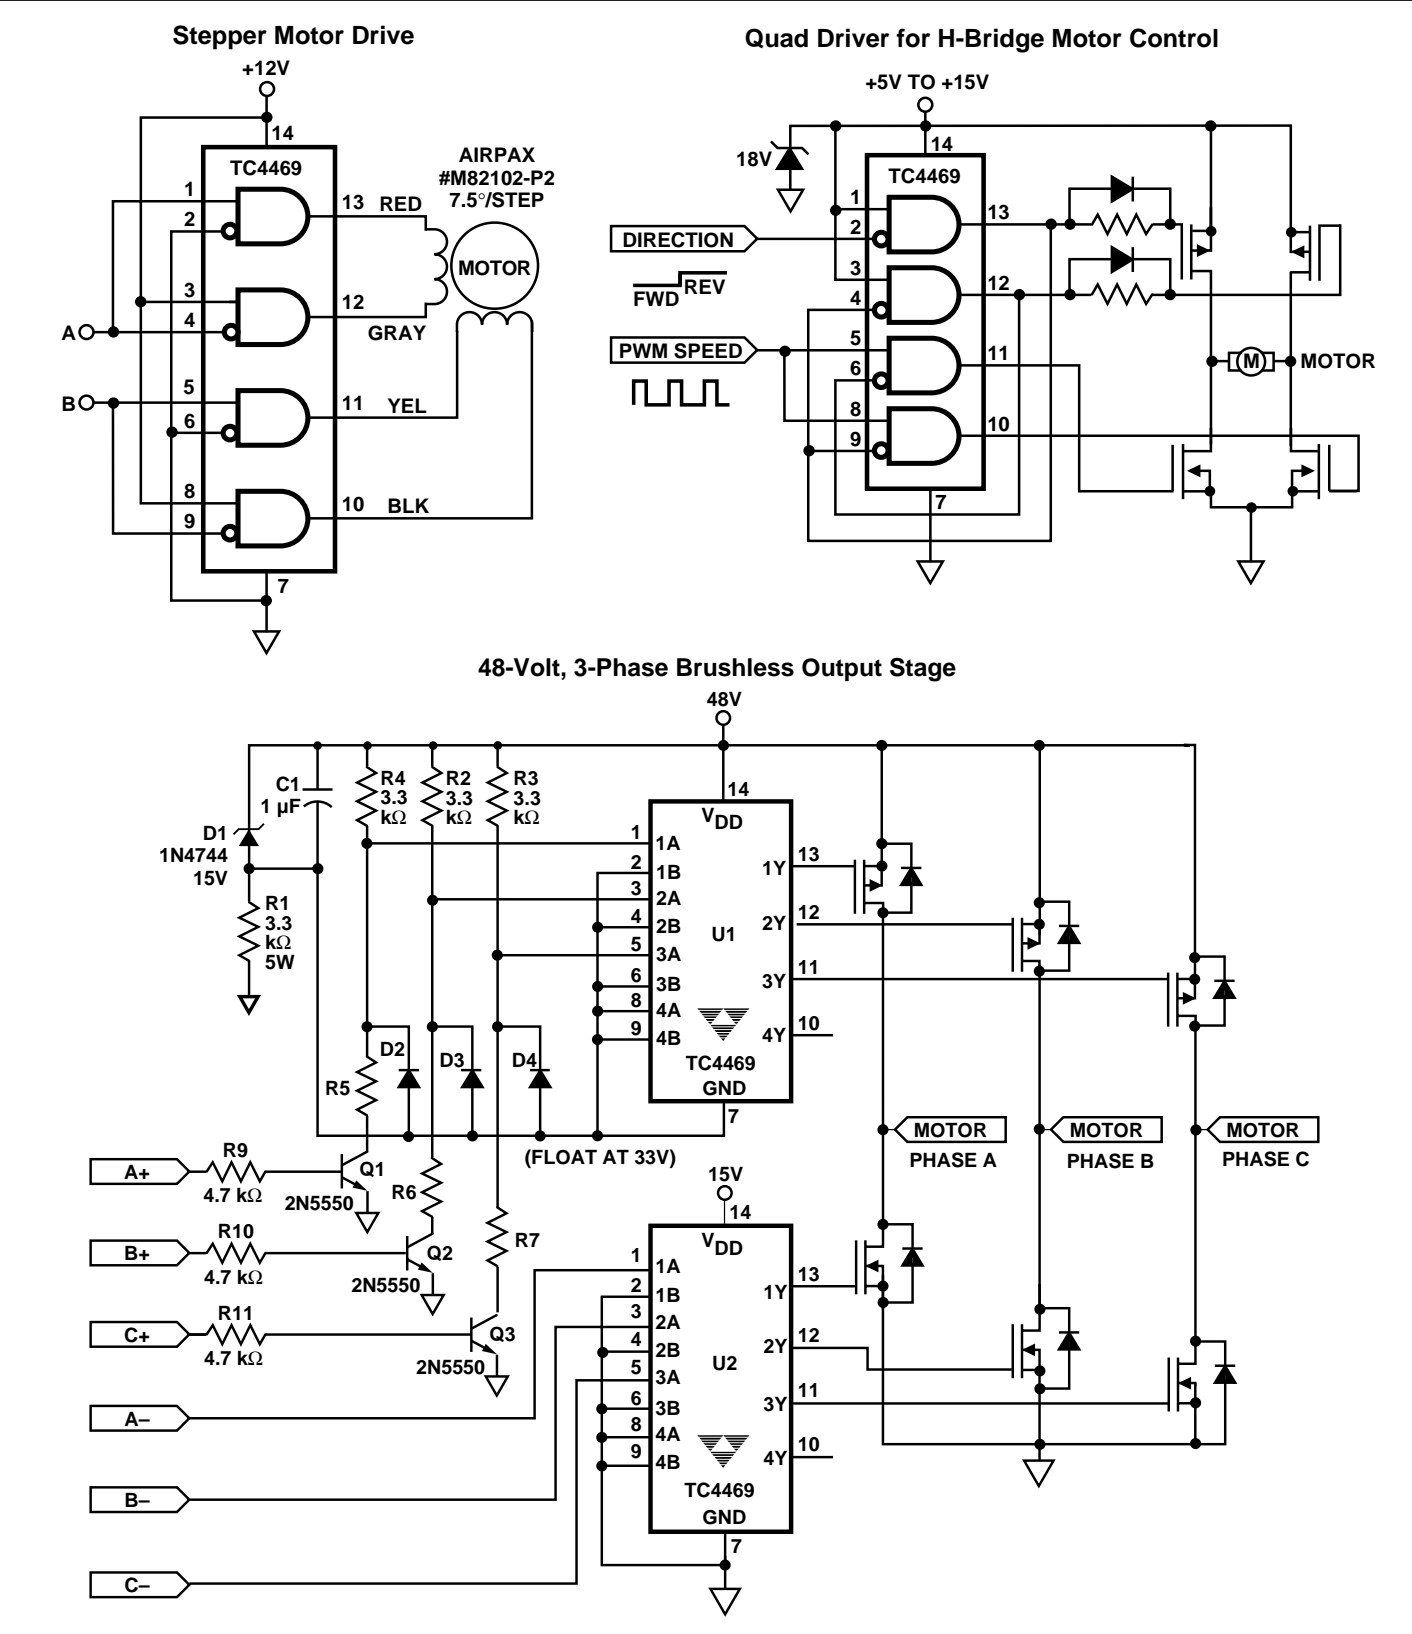 Stepper Motor Drive
+12V
14
TC4469
1
2
3
4
5
6
8
9
13 RED
12
GRAY
11 YEL
10 BLK
7
A
B
AIRPAX
#M82102-P2
7.5°/STEP
MOTOR
Quad Driver for H-Bridge Motor Control
+5V TO +15V
18V
14
TC4469
DIRECTION
FWD REV
PWM SPEED
1
2
3
4
5
6
8
9
13
12
11
10
7
M
MOTOR
48-Volt, 3-Phase Brushless Output Stage
48V
C1
1 µF
R4
3.3
kΩ
R2
3.3
kΩ
R3
3.3
kΩ
D1
1N4744
15V
R1
3.3
kΩ
5W
14
VDD
1 1A
2 1B
3 2A
4 2B
5 3A
6 3B
8 4A
9 4B
1Y 13
2Y 12
3Y 11
4Y 10
U1
TC4469
GND
7
D2
D3
D4
R5
R6
R7
(FLOAT AT 33V)
MOTOR
PHASE A
MOTOR
PHASE B
MOTOR
PHASE C
A+
R9
4.7 kΩ
Q1
2N5550
B+
R10
4.7 kΩ
Q2
2N5550
C+
R11
4.7 kΩ
Q3
2N5550
A–
B–
C–
15V
14
VDD
1 1A
2 1B
3 2A
4 2B
5 3A
6 3B
8 4A
9 4B
1Y 13
2Y 12
3Y 11
4Y 10
U2
TC4469
GND
7